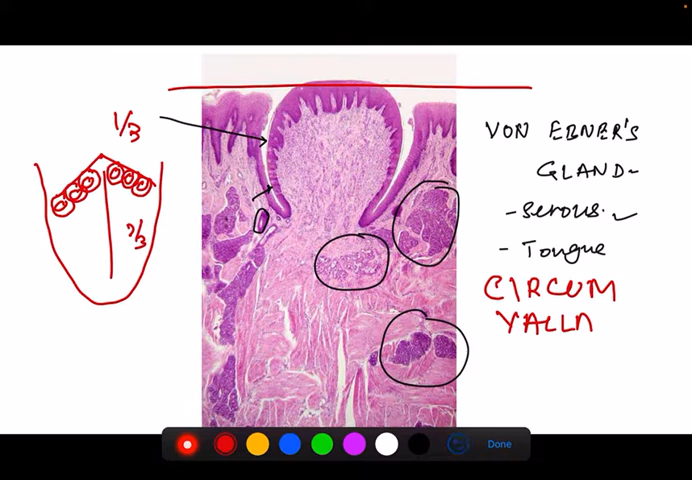 1/3
2/3
VON EBNER'S
GLAND-
- Serous.
- Tongue
CIRCUM
VALLA
Done